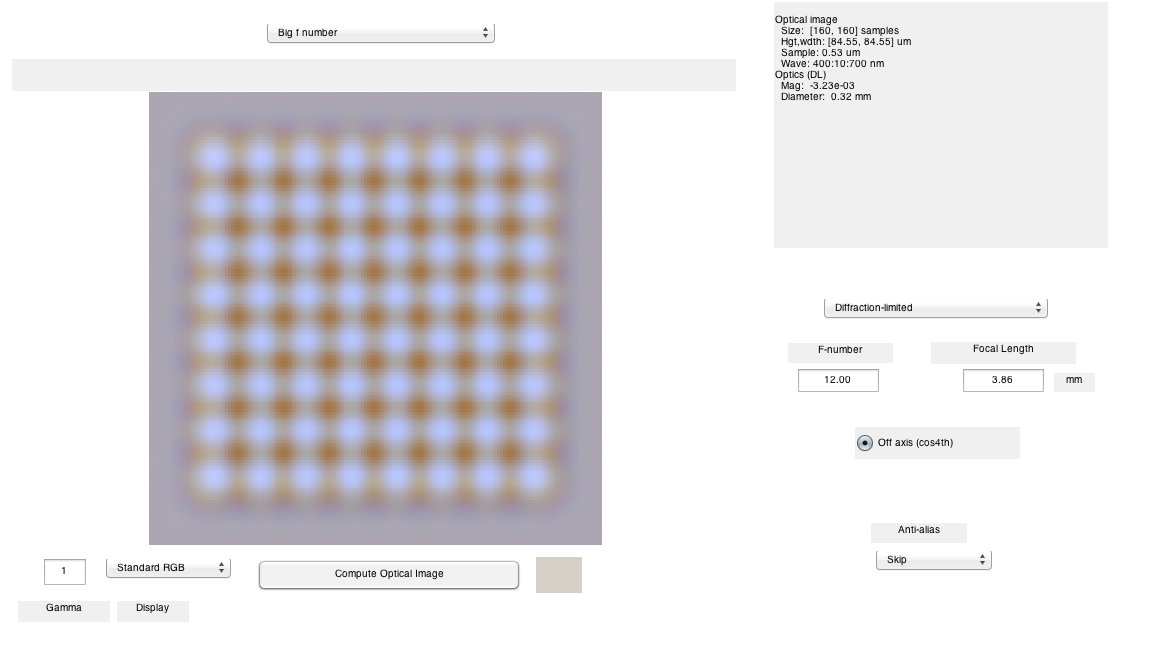 Big f number
Optical image
Size: [160, 160] samples
Hgt,wdth: [84.55, 84.55] um
Sample: 0.53 um
Wave: 400:10:700 nm
Optics (DL)
Mag: -3.23e-03
Diameter: 0.32 mm
Diffraction-limited
F-number
Focal Length
12.00
3.86
mm
Off axis (cos4th)
Anti-alias
Skip
1
Standard RGB
Compute Optical Image
Gamma
Display